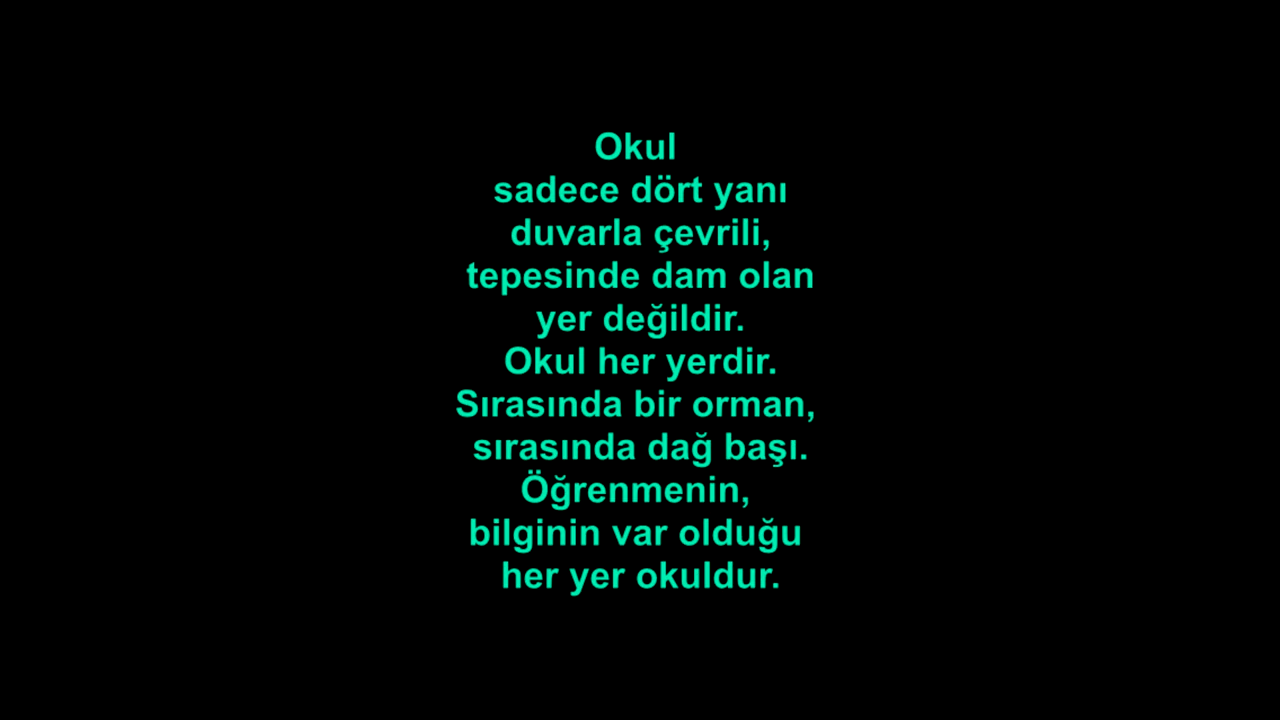 Okul
sadece dört yanı
duvarla çevrili,
tepesinde dam olan
yer değildir.
Okul her yerdir.
Sırasında bir orman,
sırasında dağ başı.
Öğrenmenin,
bilginin var olduğu
her yer okuldur.